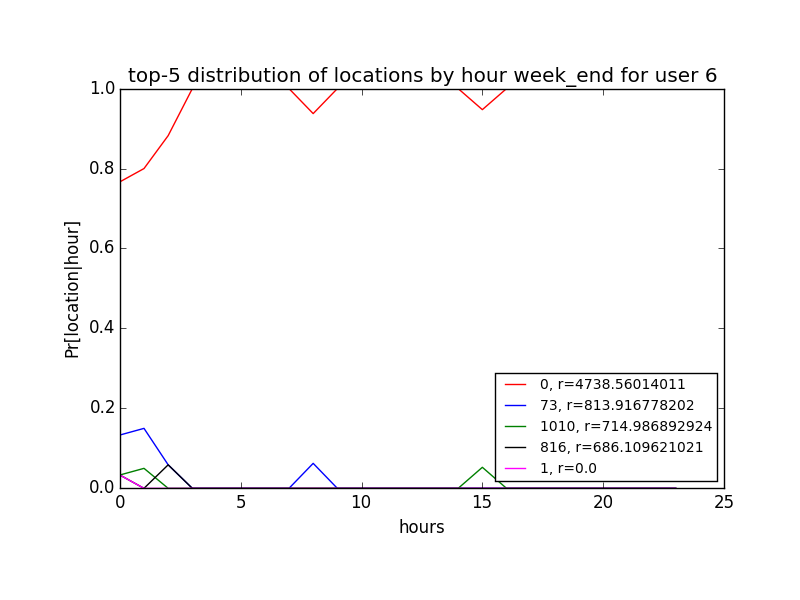 top-5 distribution of locations by hour week_end for user 6
1.0
0.8
0.6
0.4
0.2
0.0
Pr[location|hour]
0, r=4738.56014011
73, r=813.916778202
1010, r=714.986892924
816, r=686.109621021
1, r=0.0
0 5 10 15 20 25
hours